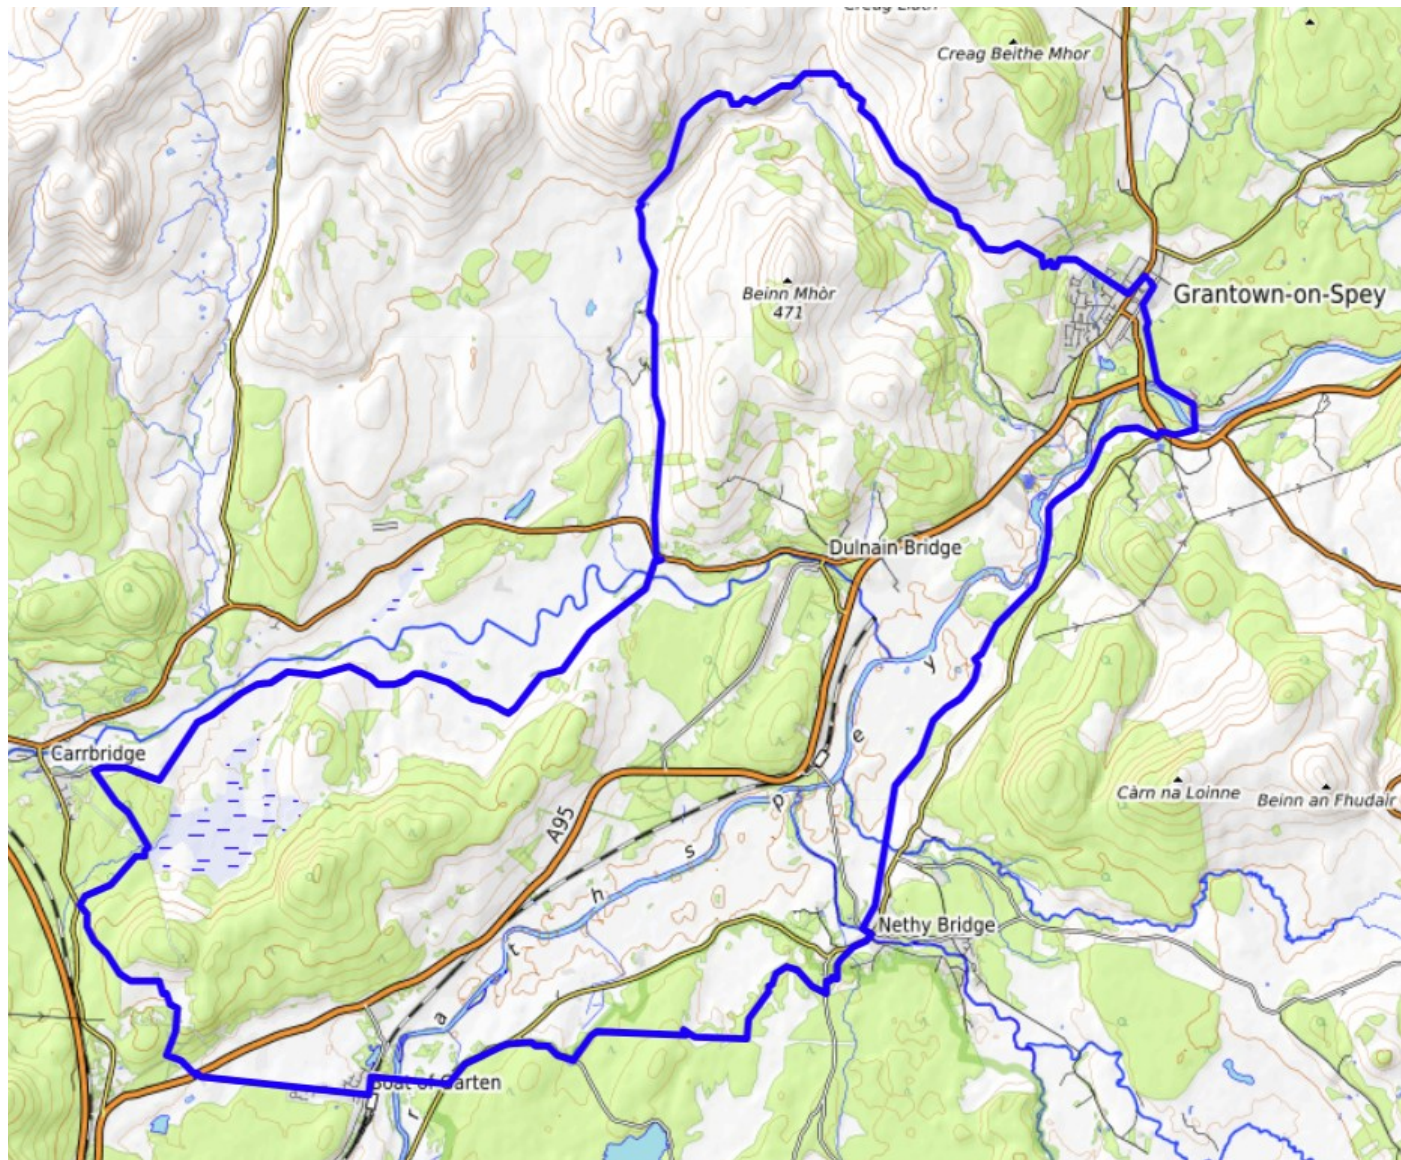 Creag Beithe Mhor
Grantown-on-Spey
Beinn Mhòr
471
Dulnain Bridge
Carrbridge
Càrn na Loinne
Beinn an Fhudair
A95
Strathspey
Nethy Bridge
Boat of Garten